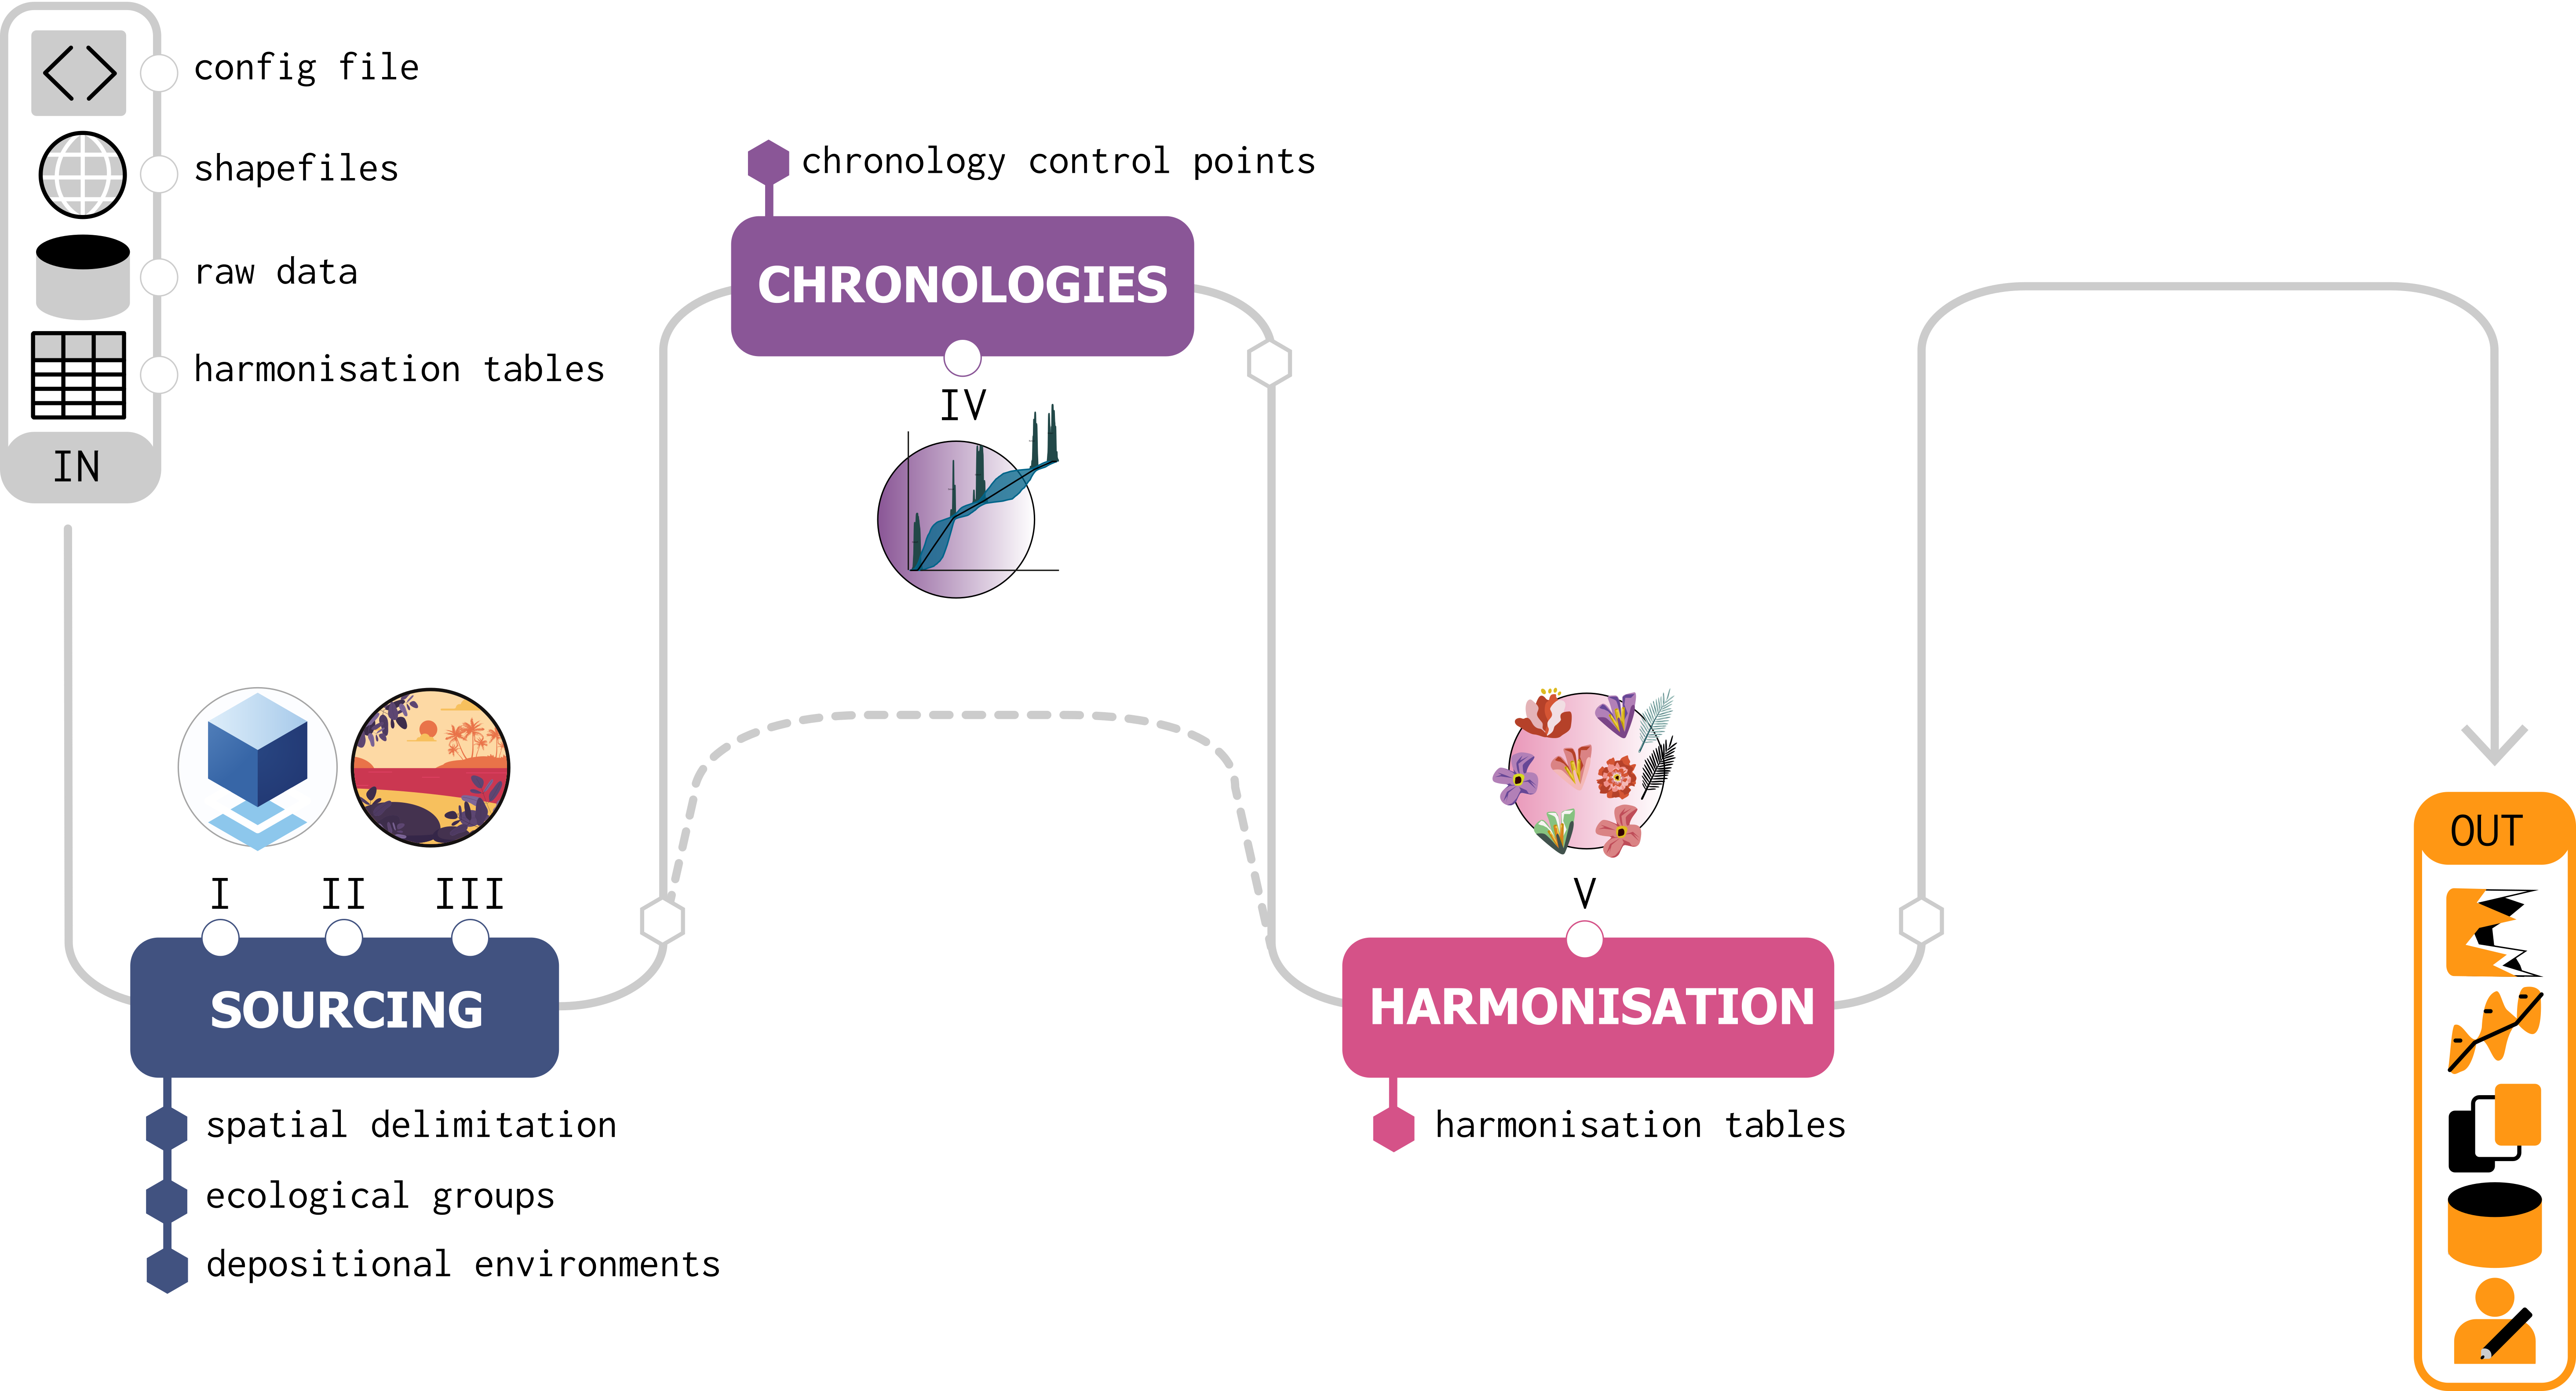 config file
shapefiles
raw data
harmonisation tables
IN
chronology control points
CHRONOLOGIES
IV
I II III
SOURCING
spatial delimitation
ecological groups
depositional environments
V
HARMONISATION
harmonisation tables
OUT